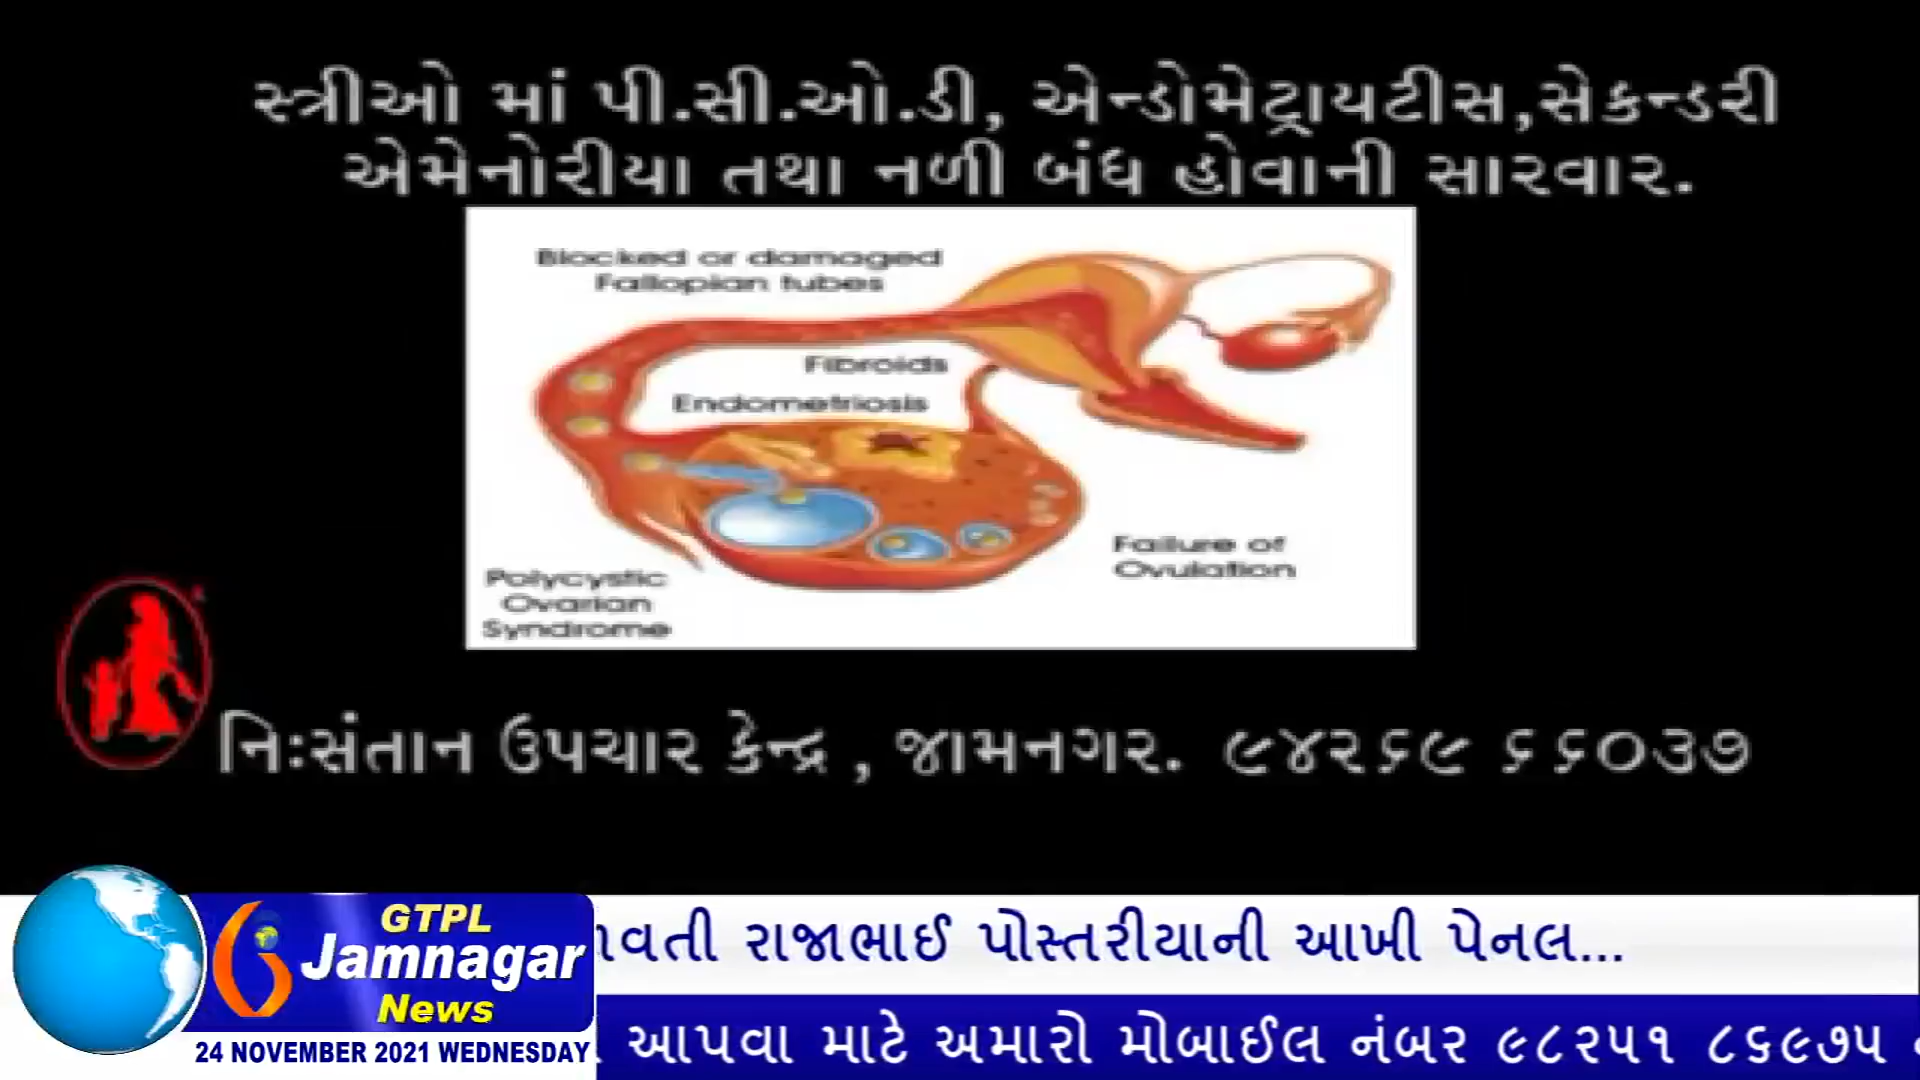 સ્ત્રીઓ માં પી.સી.ઓ.ડી, એન્ડોમેટ્રાયટીસ,સેકન્ડરી
એમેનોરીયા તથા નળી બંધ હોવાની સારવાર.
Blocked or damaged
Fallopian tubes
Fibroids
Endometriosis
Failure of
Ovulation
Polycystic
Ovarian
Syndrome
નિઃસંતાન ઉપચાર કેન્દ્ર , જામનગર. ૯૪૨૬૯ ૬૬૦૩૭
GTPL
Jamnagar
News
24 NOVEMBER 2021 WEDNESDAY
રાજાભાઈ પોસ્તરીયાની આખી પેનલ...
આપવા માટે અમારો મોબાઈલ નંબર ૯૮૨૫૧ ૮૬૯૭૫